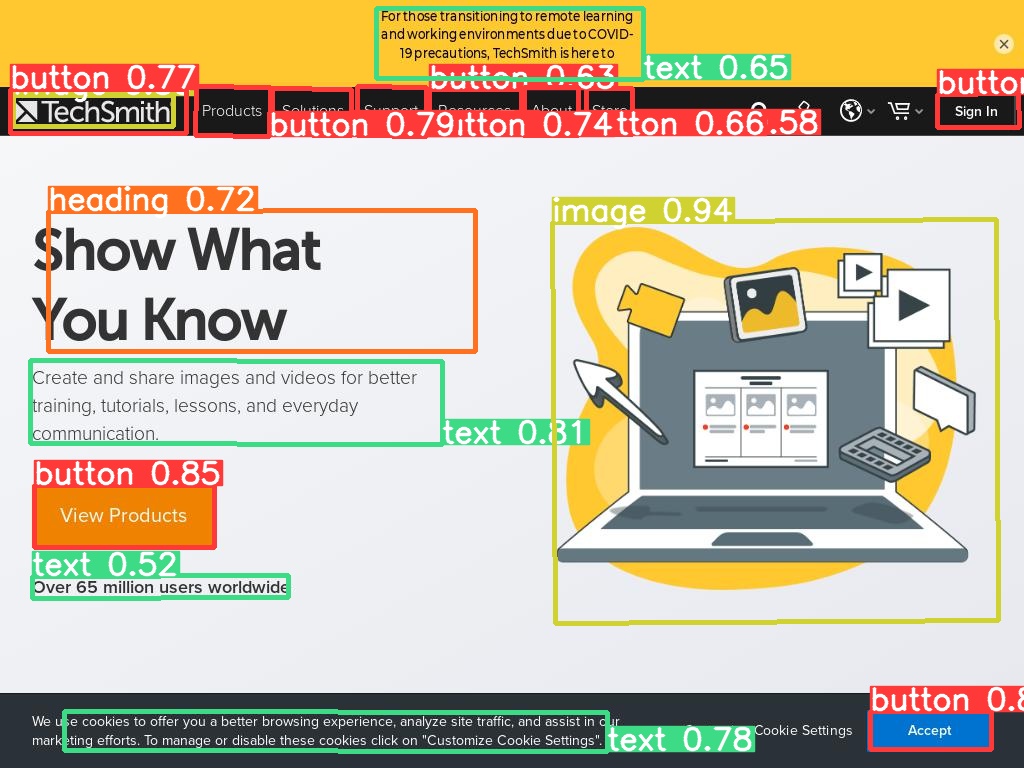 For those transitioning to remote learning
and working environments due to COVID-
19 precautions, TechSmith is here to
text 0.65
button 0.77
button 0.63
button
image
TechSmith
Products
Solutions
Support
Resources
About
Store
Sign In
button 0.79
tton 0.74
tton 0.66
.58
heading 0.72
image 0.94
Show What
You Know
Create and share images and videos for better
training, tutorials, lessons, and everyday
communication.
text 0.81
button 0.85
View Products
text 0.52
Over 65 million users worldwide
button 0.8
We use cookies to offer you a better browsing experience, analyze site traffic, and assist in our
marketing efforts. To manage or disable these cookies click on "Customize Cookie Settings".
text 0.78
Cookie Settings
Accept